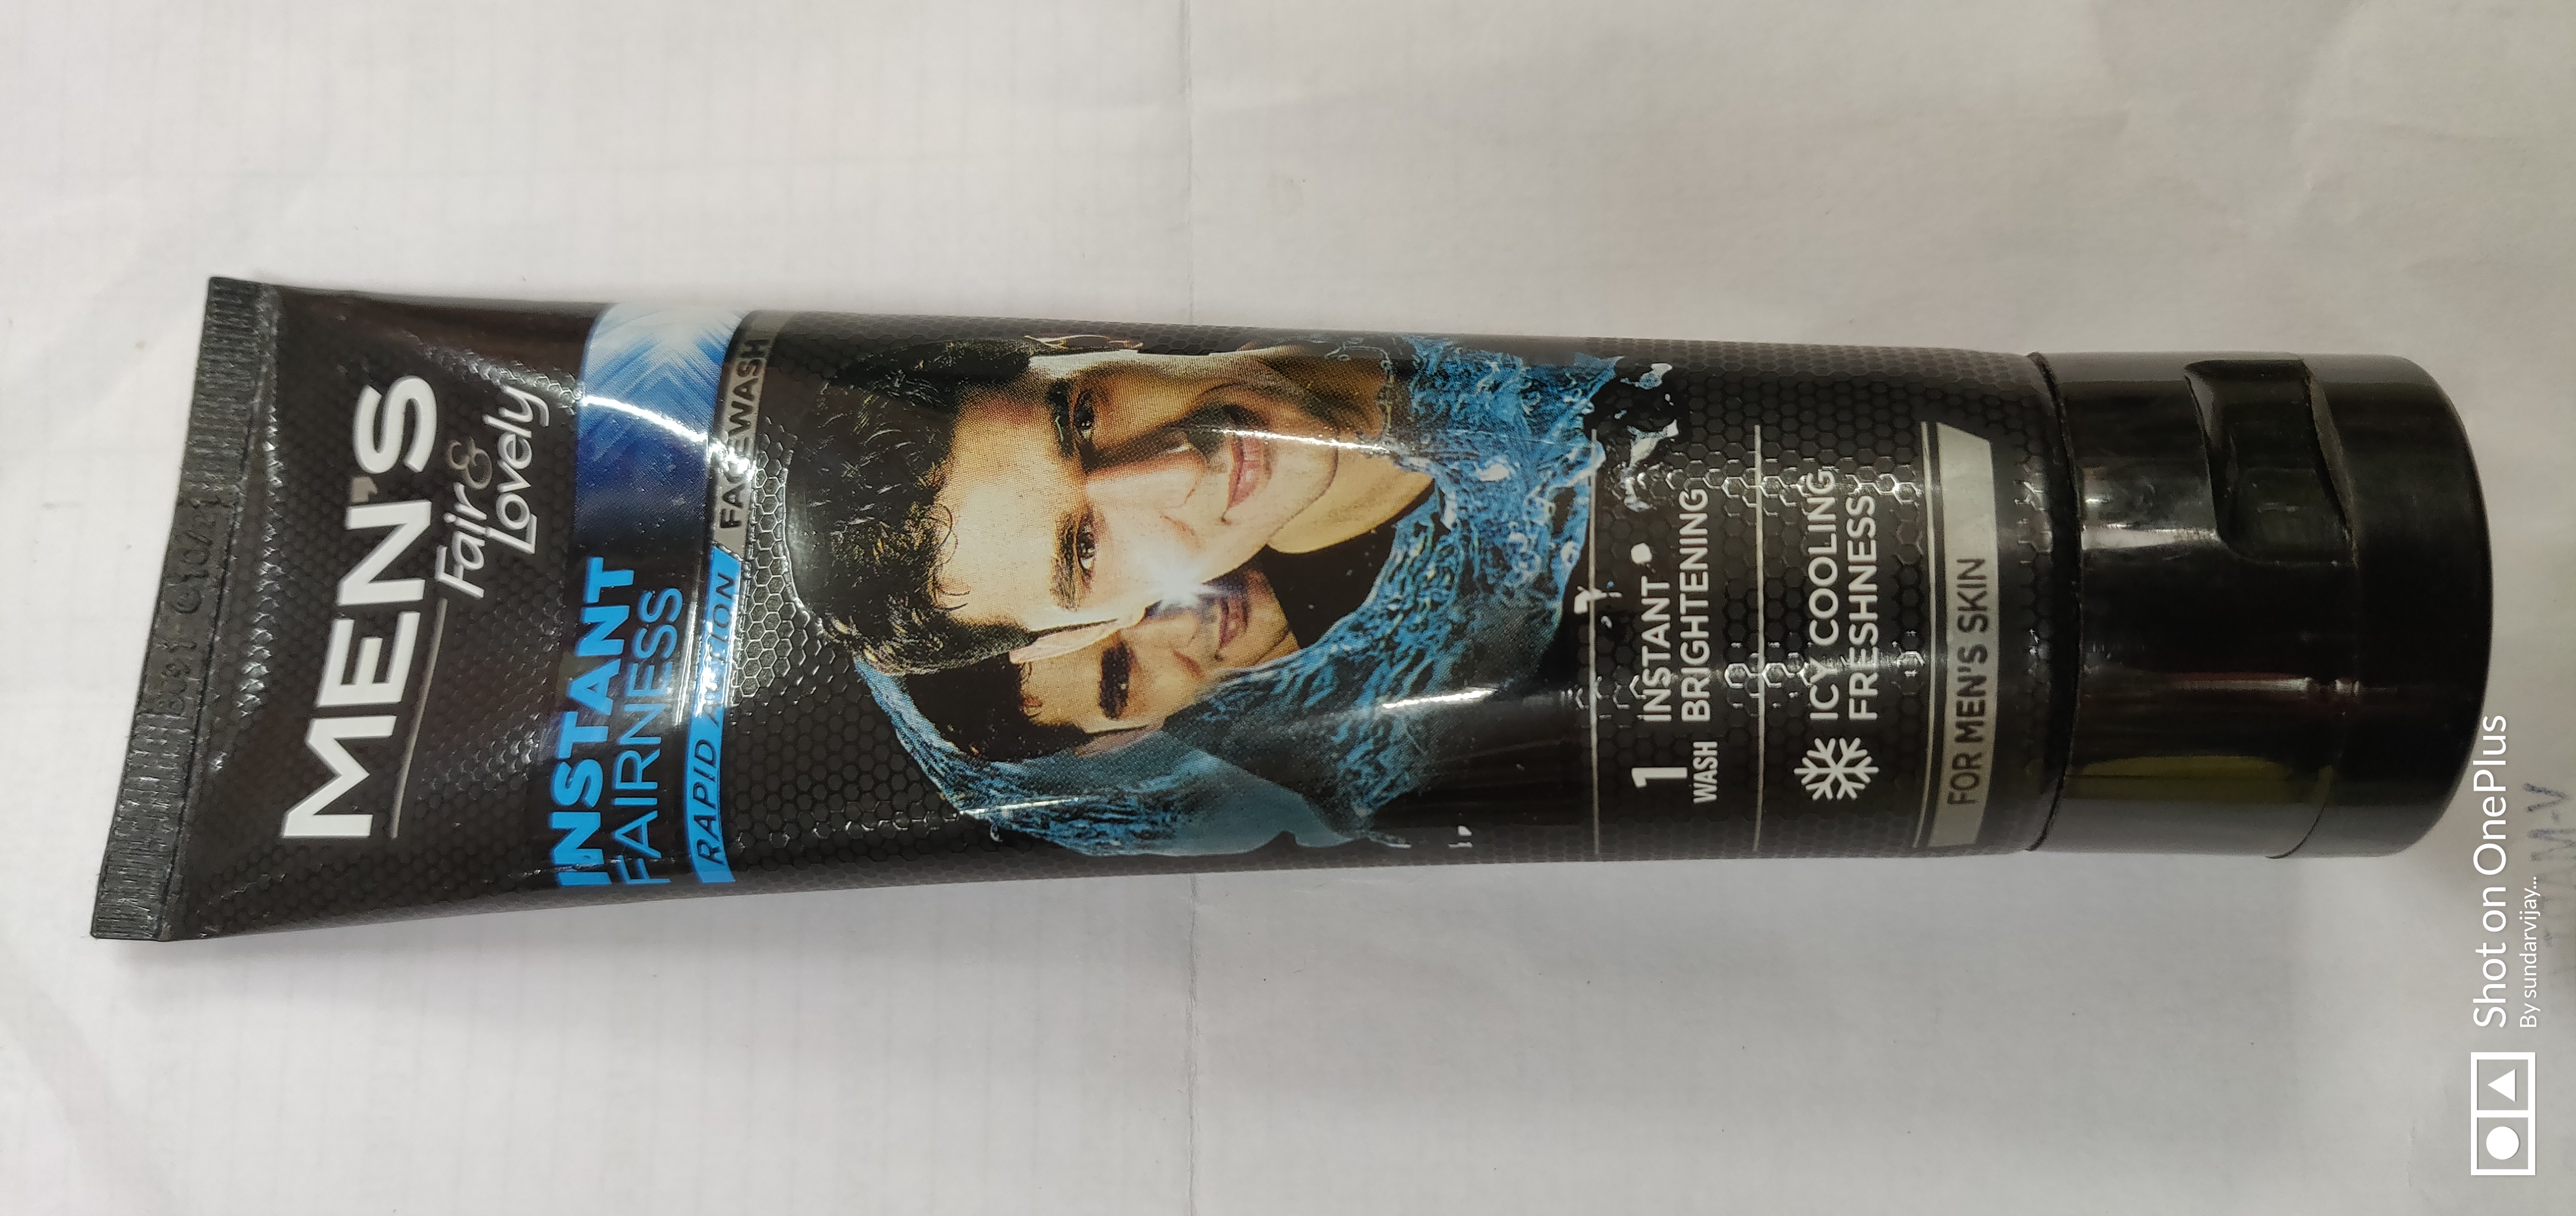 MEN'S
Fair &
Lovely
INSTANT
FAIRNESS
RAPID ACTION FACEWASH
1 WASH
INSTANT
BRIGHTENING
ICY COOLING
FRESHNESS
FOR MEN'S SKIN
Shot on OnePlus
By sundarvijay...